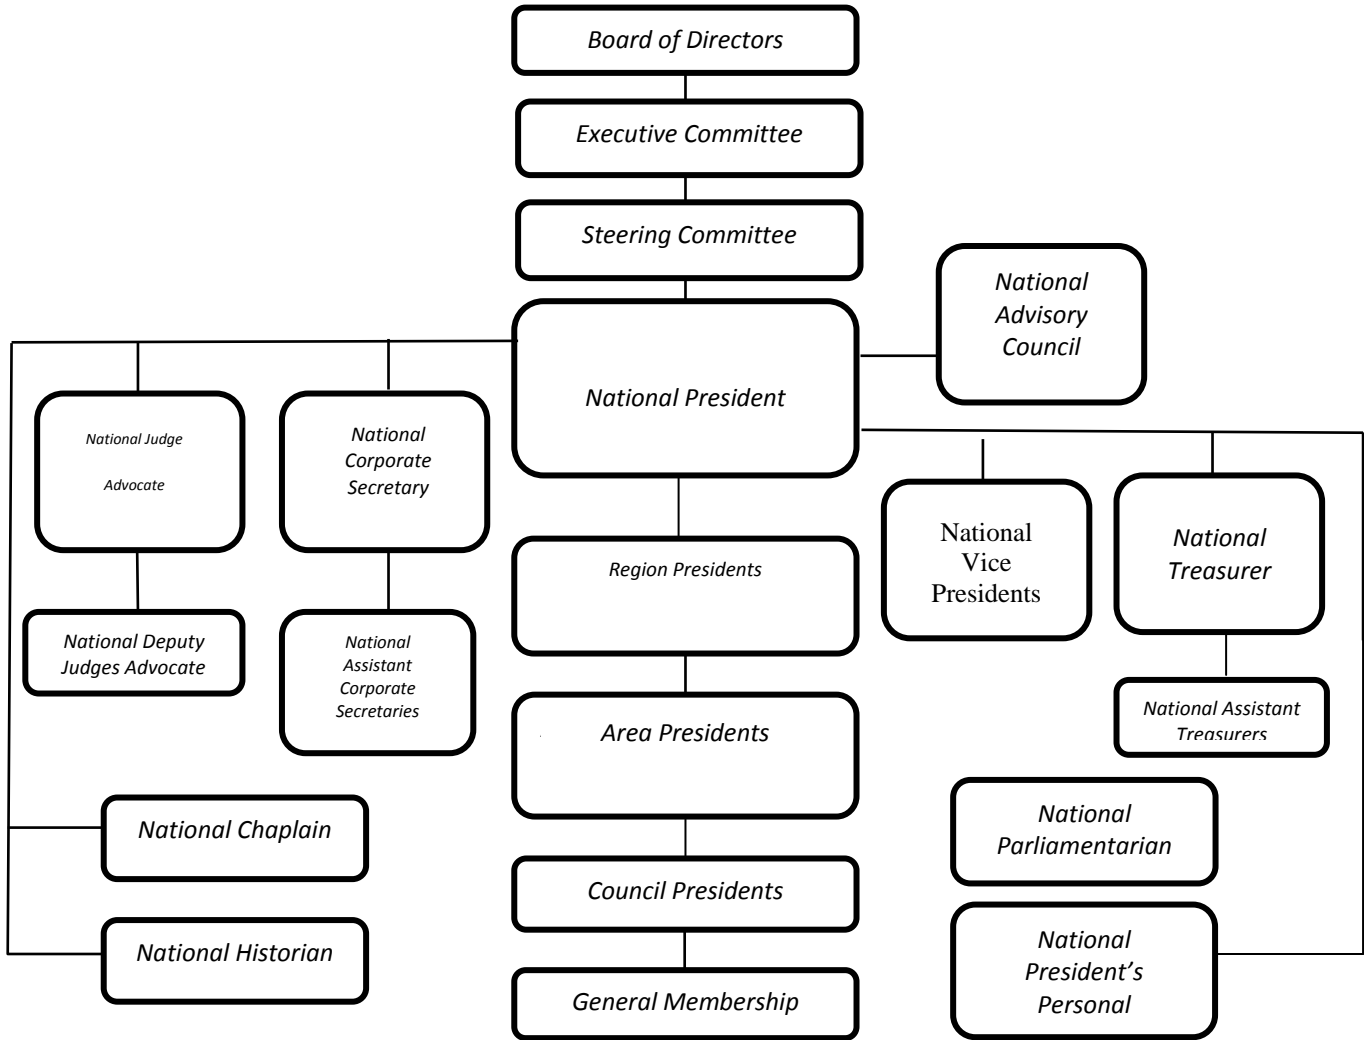 Board of Directors
Executive Committee
Steering Committee
National
Advisory
Council
National President
National Judge
Advocate
National
Corporate
Secretary
National
Vice
Presidents
National
Treasurer
Region Presidents
National Deputy
Judges Advocate
National
Assistant
Corporate
Secretaries
Area Presidents
National Assistant
Treasurers
National Chaplain
National
Parliamentarian
Council Presidents
National Historian
National
President’s
Personal
General Membership